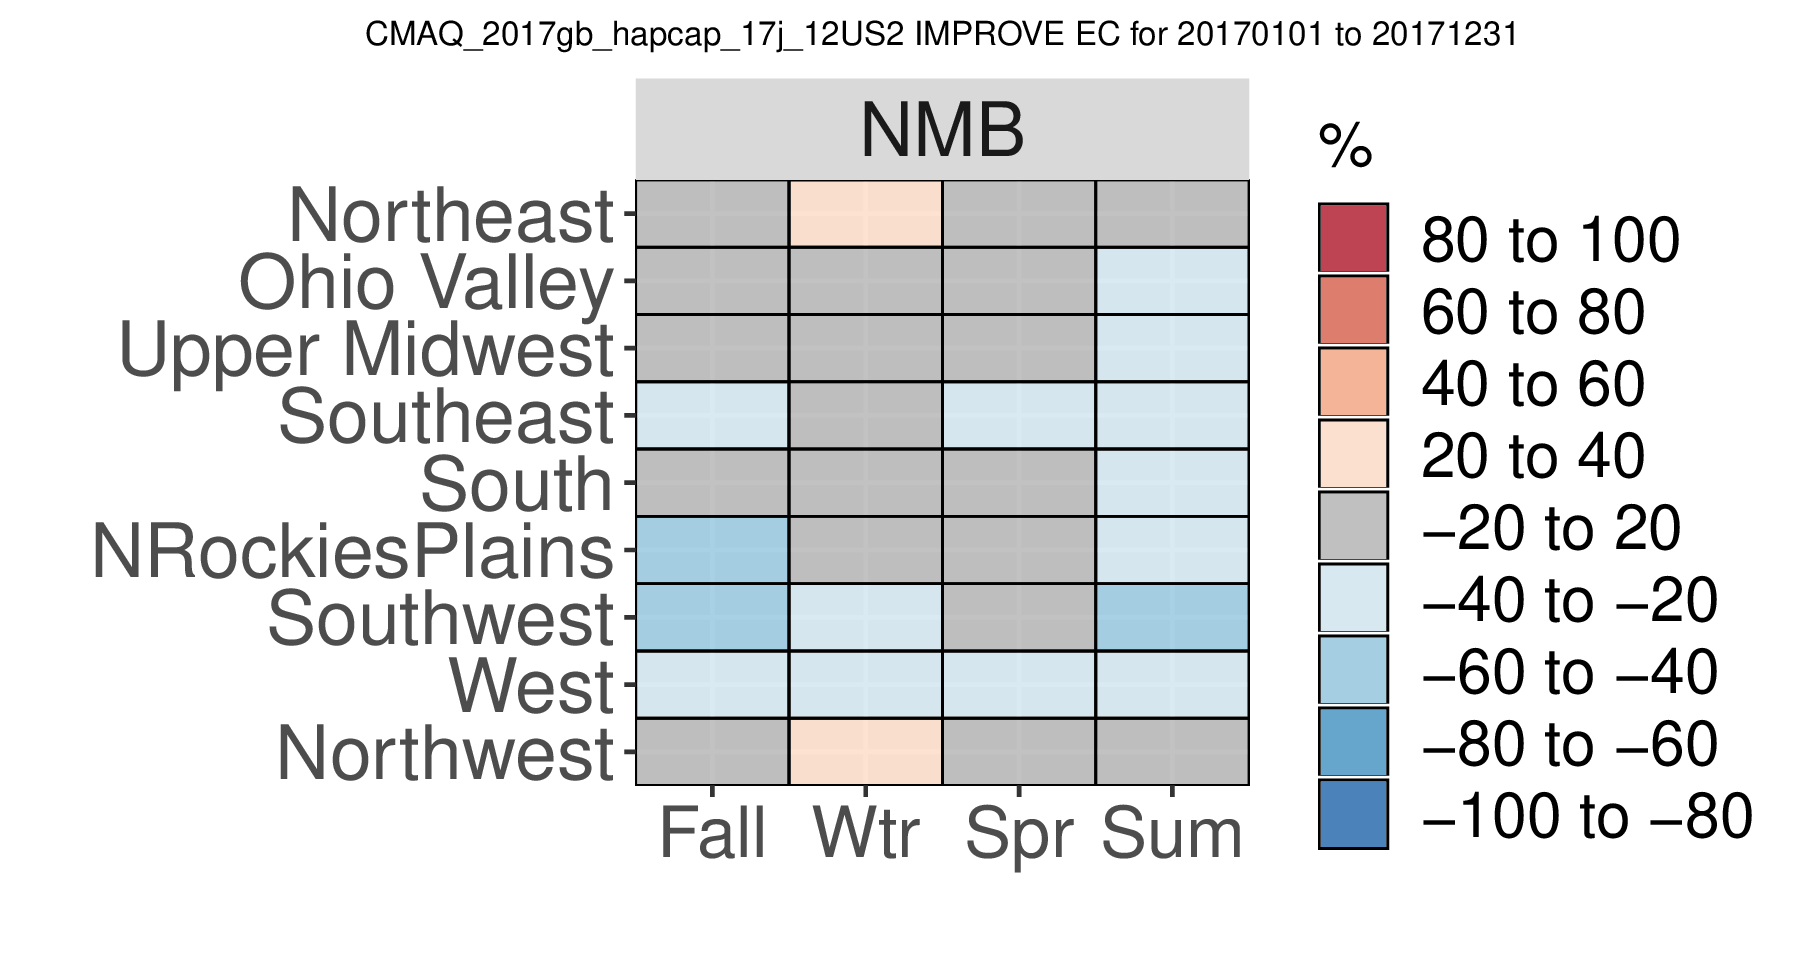 CMAQ_2017gb_hapcap_17j_12US2 IMPROVE EC for 20170101 to 20171231
NMB
Northeast
Ohio Valley
Upper Midwest
Southeast
South
NRockiesPlains
Southwest
West
Northwest
Fall Wtr Spr Sum
%
80 to 100
60 to 80
40 to 60
20 to 40
−20 to 20
−40 to −20
−60 to −40
−80 to −60
−100 to −80